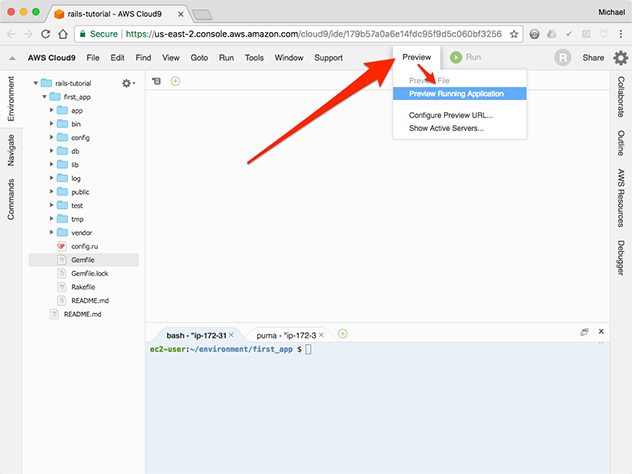 rails-tutorial - AWS Cloud9
Michael
Secure
https://us-east-2.console.aws.amazon.com/cloud9/ide/179b57a0a6e14fdc95f9d5c060bf3256
AWS Cloud9 File Edit Find View Goto Run Tools Window Support Preview Run R Share
Preview File
Preview Running Application
Configure Preview URL...
Show Active Servers...
Environment
Navigate
Commands
rails-tutorial
first_app
app
bin
config
db
lib
log
public
test
tmp
vendor
config.ru
Gemfile
Gemfile.lock
Rakefile
README.md
README.md
Collaborate
Outline
AWS Resources
Debugger
bash - "ip-172-31 puma - "ip-172-3
ec2-user:~/environment/first_app $